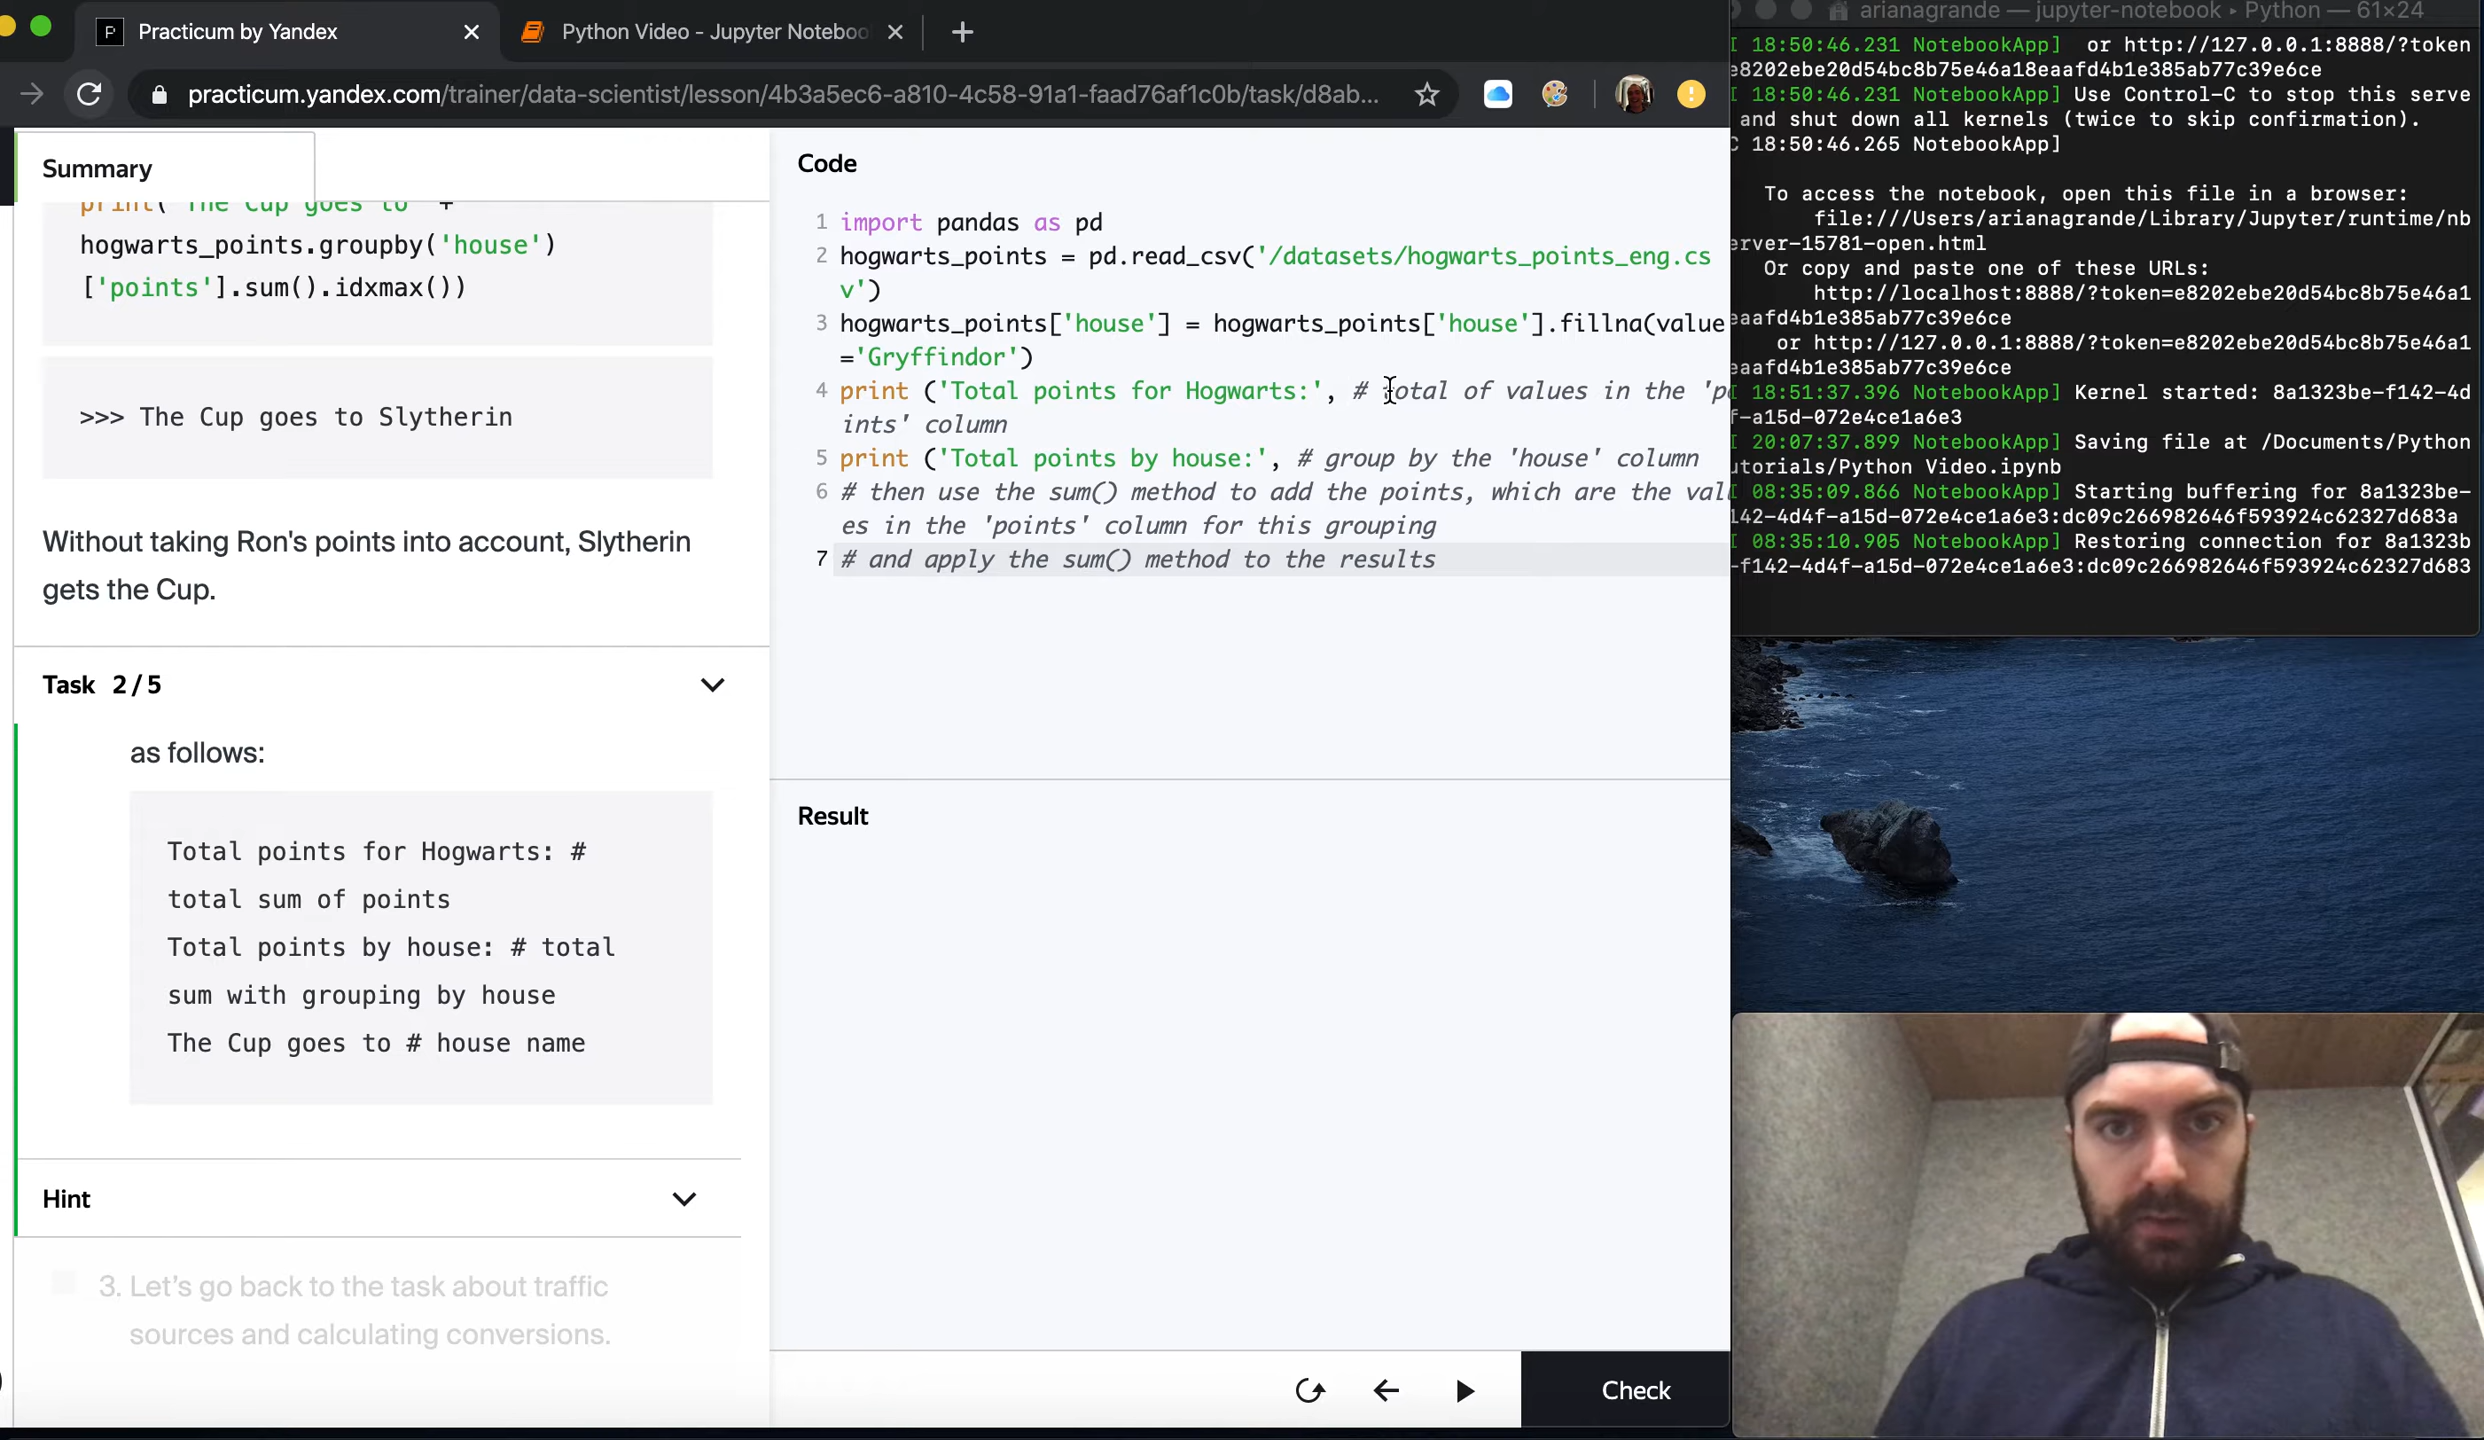 Practicum by Yandex
Python Video - Jupyter Noteboo
practicum.yandex.com/trainer/data-scientist/lesson/4b3a5ec6-a810-4c58-91a1-faad76af1c0b/task/d8ab...
Summary
print('The Cup goes to' +
hogwarts_points.groupby('house')
['points'].sum().idxmax())
>>> The Cup goes to Slytherin
Without taking Ron's points into account, Slytherin
gets the Cup.
Task 2/5
as follows:
Total points for Hogwarts: #
total sum of points
Total points by house: # total
sum with grouping by house
The Cup goes to # house name
Hint
3. Let's go back to the task about traffic
sources and calculating conversions.
Code
1 import pandas as pd
2 hogwarts_points = pd.read_csv('/datasets/hogwarts_points_eng.cs
v')
3 hogwarts_points['house'] = hogwarts_points['house'].fillna(value
='Gryffindor')
4 print ('Total points for Hogwarts:', # total of values in the 'po
ints' column
5 print ('Total points by house:', # group by the 'house' column
6 # then use the sum() method to add the points, which are the valu
es in the 'points' column for this grouping
7 # and apply the sum() method to the results
Result
Check
arianagrande — jupyter-notebook ▸ Python — 61×24
I 18:50:46.231 NotebookApp] or http://127.0.0.1:8888/?token
e8202ebe20d54bc8b75e46a18eaafd4b1e385ab77c39e6ce
I 18:50:46.231 NotebookApp] Use Control-C to stop this serve
and shut down all kernels (twice to skip confirmation).
C 18:50:46.265 NotebookApp]
To access the notebook, open this file in a browser:
file:///Users/arianagrande/Library/Jupyter/runtime/nb
erver-15781-open.html
Or copy and paste one of these URLs:
http://localhost:8888/?token=e8202ebe20d54bc8b75e46a1
eaafd4b1e385ab77c39e6ce
or http://127.0.0.1:8888/?token=e8202ebe20d54bc8b75e46a1
eaafd4b1e385ab77c39e6ce
I 18:51:37.396 NotebookApp] Kernel started: 8a1323be-f142-4d
f-a15d-072e4ce1a6e3
I 20:07:37.899 NotebookApp] Saving file at /Documents/Python
utorials/Python Video.ipynb
I 08:35:09.866 NotebookApp] Starting buffering for 8a1323be-
142-4d4f-a15d-072e4ce1a6e3:dc09c266982646f593924c62327d683a
I 08:35:10.905 NotebookApp] Restoring connection for 8a1323b
-f142-4d4f-a15d-072e4ce1a6e3:dc09c266982646f593924c62327d683